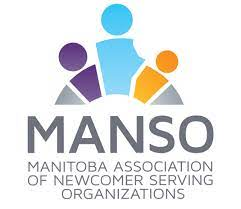 MANSO
MANITOBA ASSOCIATION
OF NEWCOMER SERVING
ORGANIZATIONS